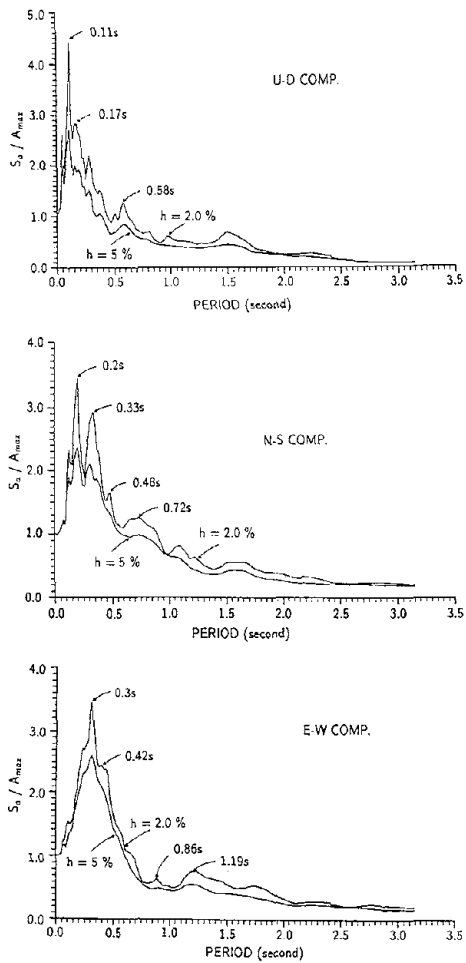 5.0
0.11s
U-D COMP.
4.0
3.0
0.17s
Sa / Amax
2.0
0.58s
h = 2.0 %
1.0
h = 5 %
0.0
0.0 0.5 1.0 1.5 2.0 2.5 3.0 3.5
PERIOD (second)
4.0
0.2s
3.0
0.33s
N-S COMP.
Sa / Amax
2.0
0.48s
0.72s
1.0
h = 2.0 %
h = 5 %
0.0
0.0 0.5 1.0 1.5 2.0 2.5 3.0 3.5
PERIOD (second)
4.0
0.3s
E-W COMP.
3.0
0.42s
Sa / Amax
2.0
h = 2.0 %
0.86s
1.19s
1.0
h = 5 %
0.0
0.0 0.5 1.0 1.5 2.0 2.5 3.0 3.5
PERIOD (second)